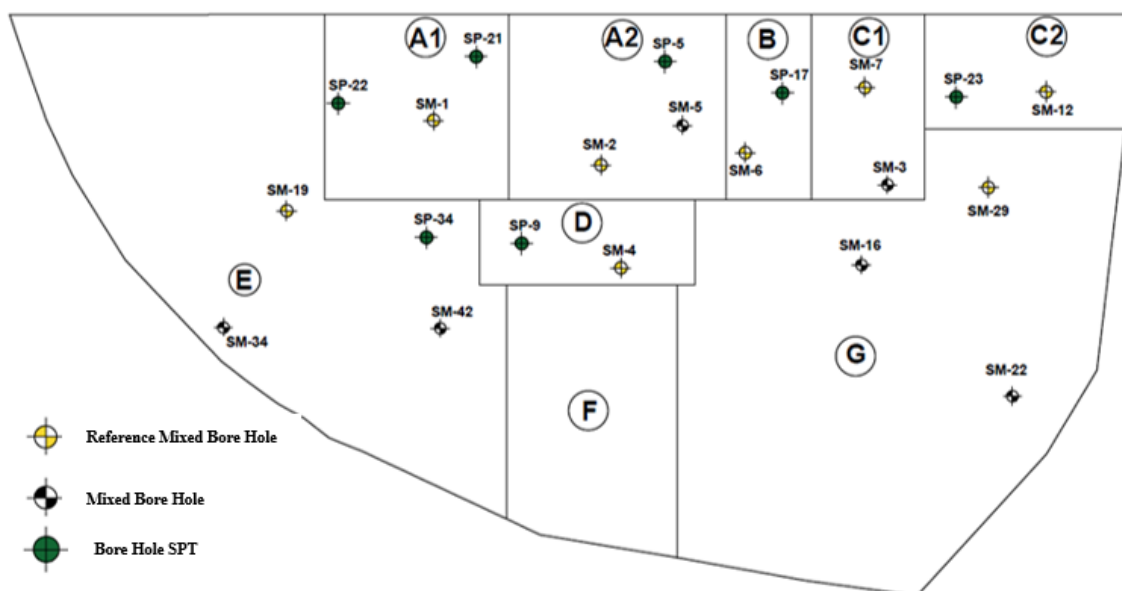 A1
A2
B
C1
C2
SP-21
SP-5
SM-7
SP-17
SP-23
SP-22
SM-1
SM-5
SM-12
SM-2
SM-6
SM-3
SM-19
SM-29
SP-34
SP-9
D
SM-4
SM-16
E
SM-42
SM-34
G
SM-22
F
Reference Mixed Bore Hole
Mixed Bore Hole
Bore Hole SPT